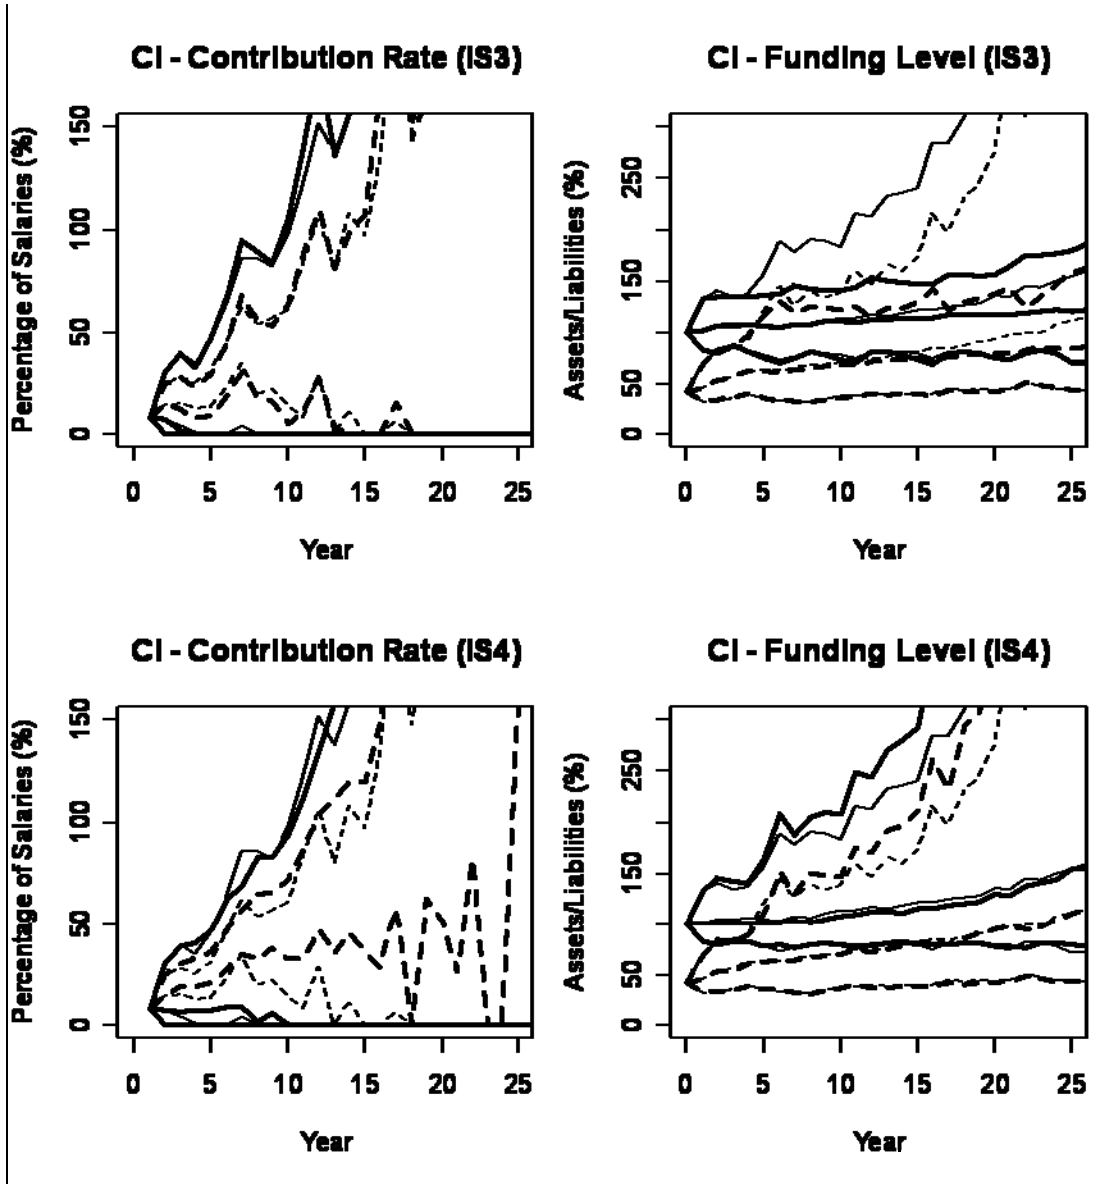 CI - Contribution Rate (IS3)
Percentage of Salaries (%)
150
100
50
0
0 5 10 15 20 25
Year
CI - Funding Level (IS3)
Assets/Liabilities (%)
250
150
50
0
0 5 10 15 20 25
Year
CI - Contribution Rate (IS4)
Percentage of Salaries (%)
150
100
50
0
0 5 10 15 20 25
Year
CI - Funding Level (IS4)
Assets/Liabilities (%)
250
150
50
0
0 5 10 15 20 25
Year